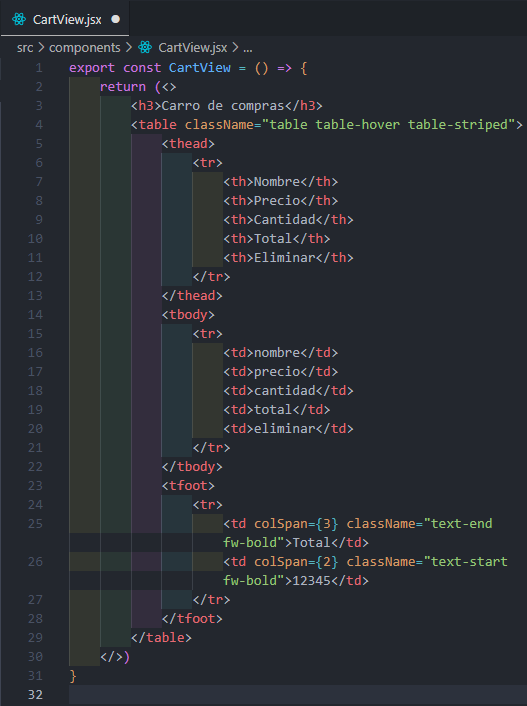 CartView.jsx
src > components > CartView.jsx > ...
1 export const CartView = () => {
2 return (<>
3 <h3>Carro de compras</h3>
4 <table className="table table-hover table-striped">
5 <thead>
6 <tr>
7 <th>Nombre</th>
8 <th>Precio</th>
9 <th>Cantidad</th>
10 <th>Total</th>
11 <th>Eliminar</th>
12 </tr>
13 </thead>
14 <tbody>
15 <tr>
16 <td>nombre</td>
17 <td>precio</td>
18 <td>cantidad</td>
19 <td>total</td>
20 <td>eliminar</td>
21 </tr>
22 </tbody>
23 <tfoot>
24 <tr>
25 <td colSpan={3} className="text-end
fw-bold">Total</td>
26 <td colSpan={2} className="text-start
fw-bold">12345</td>
27 </tr>
28 </tfoot>
29 </table>
30 </>)
31 }
32